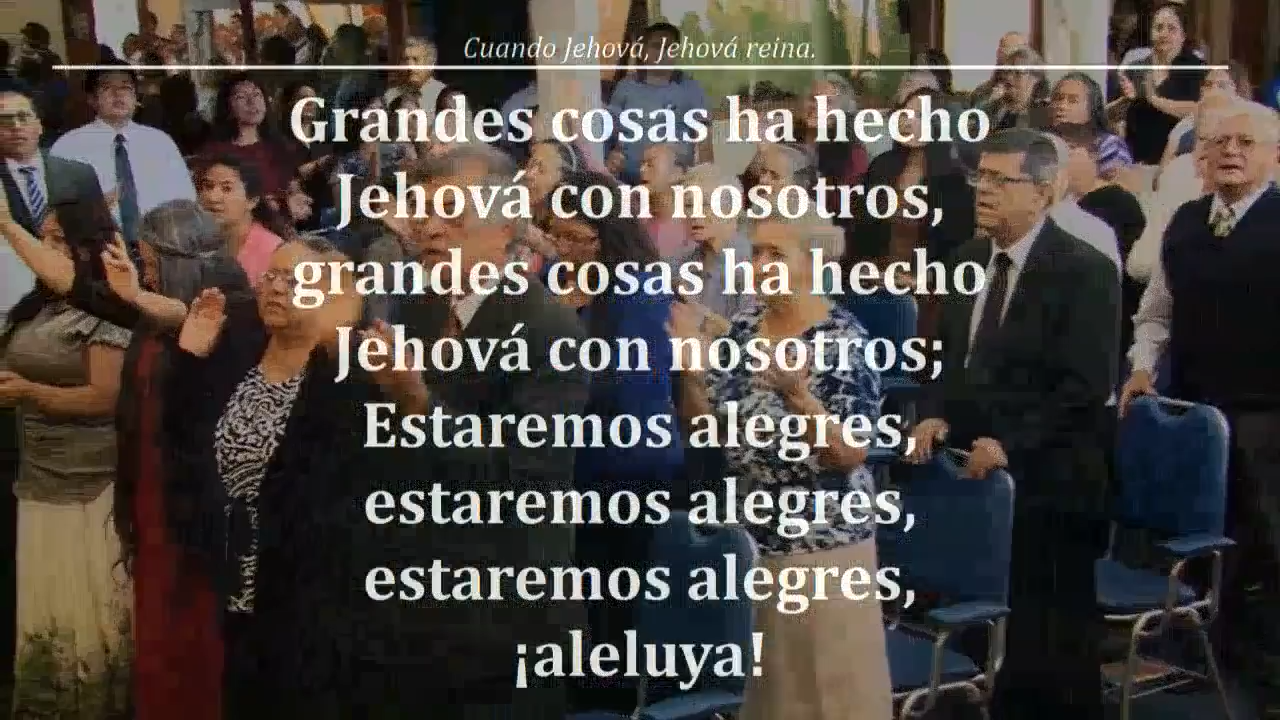 Cuando Jehová, Jehová reina.
Grandes cosas ha hecho
Jehová con nosotros,
grandes cosas ha hecho
Jehová con nosotros;
Estaremos alegres,
estaremos alegres,
estaremos alegres,
¡aleluya!